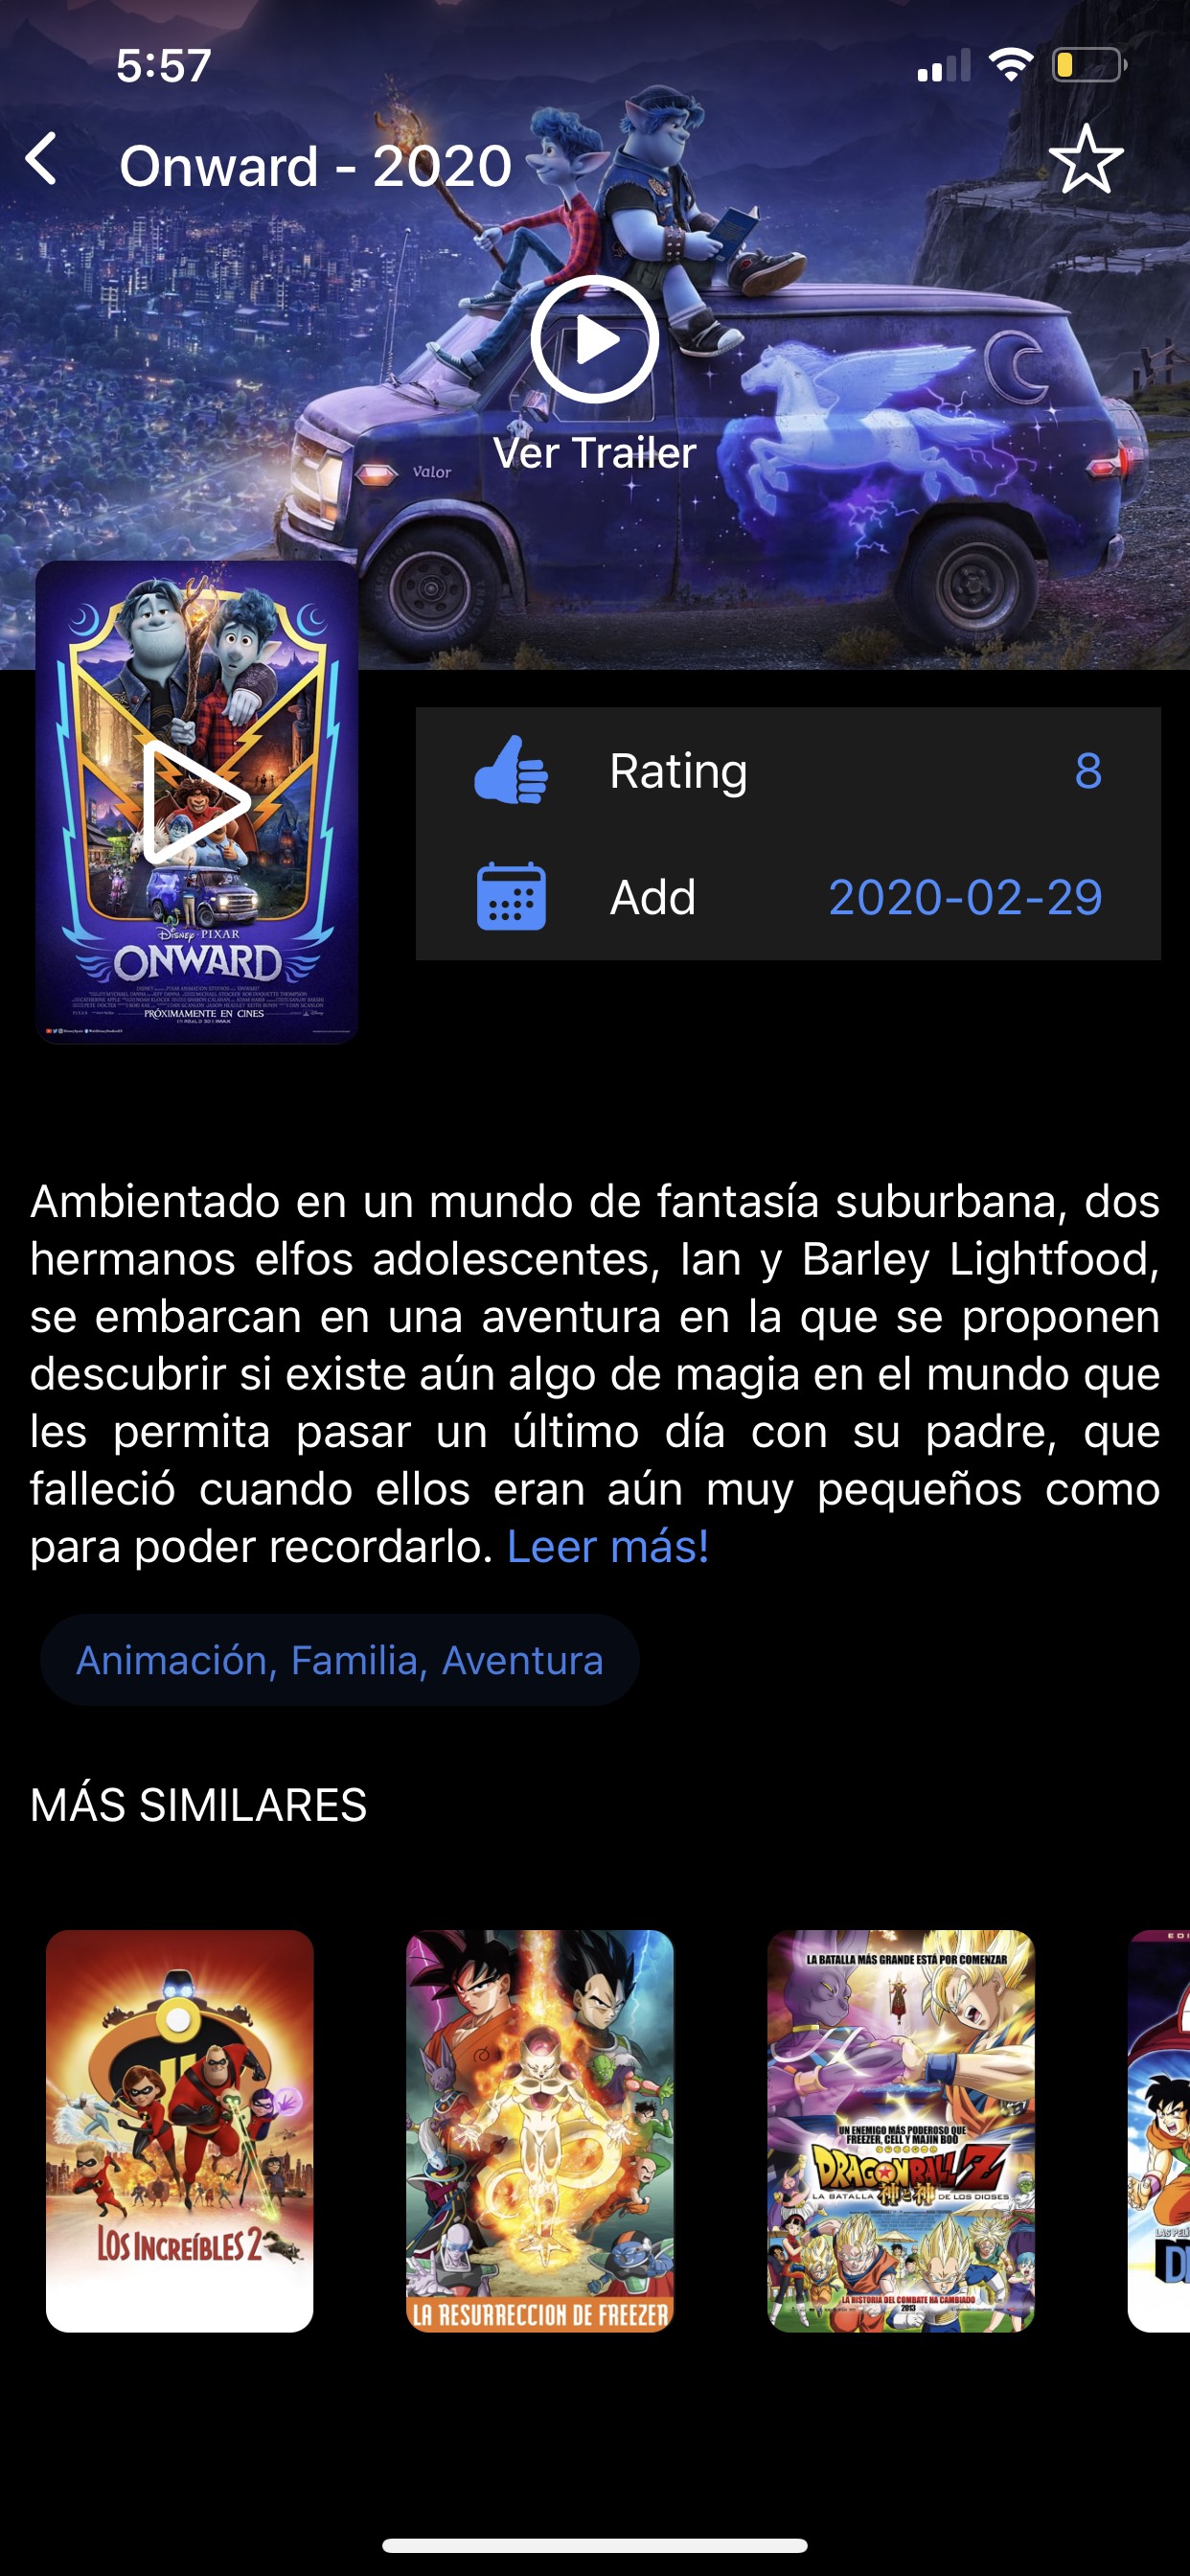 5:57
Onward - 2020
Ver Trailer
Valor
Disney PIXAR
ONWARD
PRÓXIMAMENTE EN CINES
Rating 8
Add 2020-02-29
Ambientado en un mundo de fantasía suburbana, dos
hermanos elfos adolescentes, Ian y Barley Lightfood,
se embarcan en una aventura en la que se proponen
descubrir si existe aún algo de magia en el mundo que
les permita pasar un último día con su padre, que
falleció cuando ellos eran aún muy pequeños como
para poder recordarlo. Leer más!
Animación, Familia, Aventura
MÁS SIMILARES
LOS INCREÍBLES 2
LA RESURRECCION DE FREEZER
LA BATALLA MÁS GRANDE ESTÁ POR COMENZAR
UN ENEMIGO MÁS PODEROSO QUE
FREEZER, CELL Y MAJIN BOO
DRAGON BALL Z
LA BATALLA 神と神 DE LOS DIOSES
LA HISTORIA DEL COMBATE HA CAMBIADO
2013